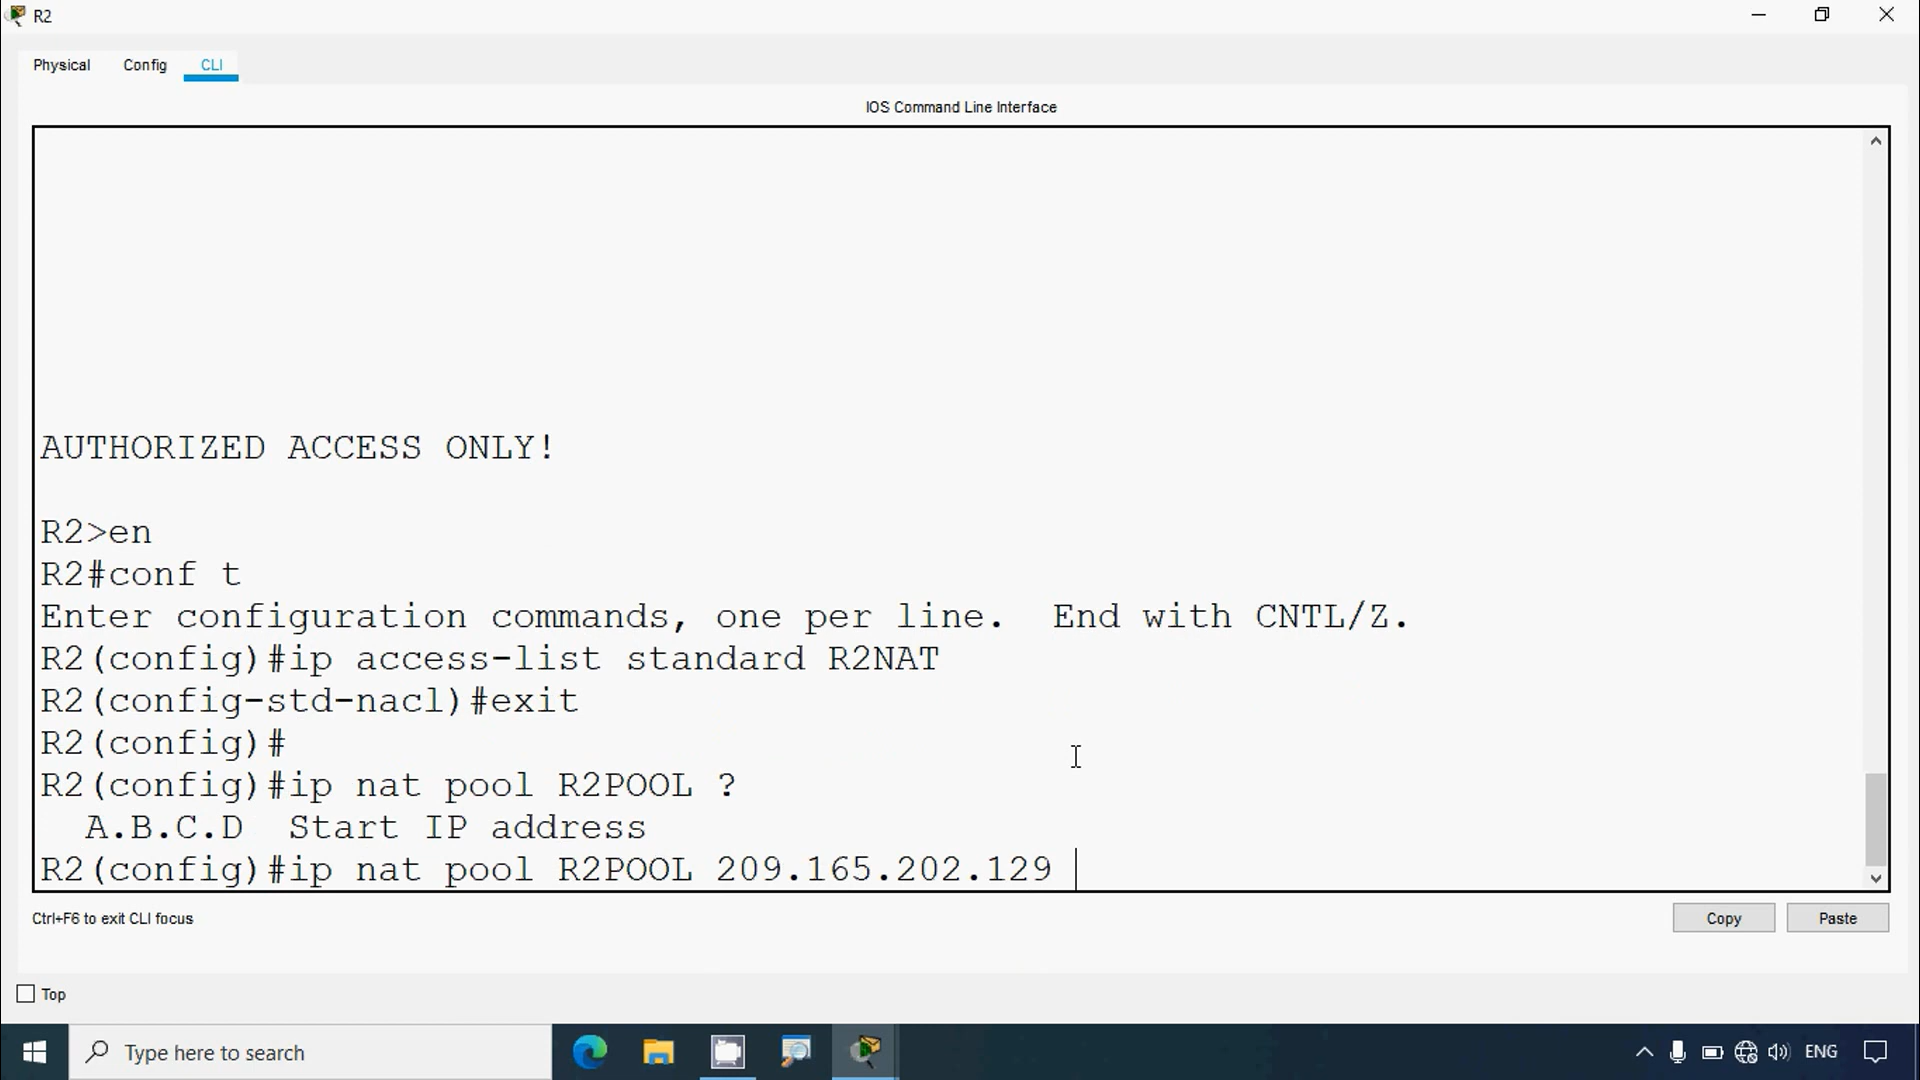 R2
Physical Config CLI
IOS Command Line Interface
AUTHORIZED ACCESS ONLY!
R2>en
R2#conf t
Enter configuration commands, one per line.  End with CNTL/Z.
R2(config)#ip access-list standard R2NAT
R2(config-std-nacl)#exit
R2(config)#
R2(config)#ip nat pool R2POOL ?
  A.B.C.D  Start IP address
R2(config)#ip nat pool R2POOL 209.165.202.129
Ctrl+F6 to exit CLI focus
Copy Paste
Top
Type here to search
ENG